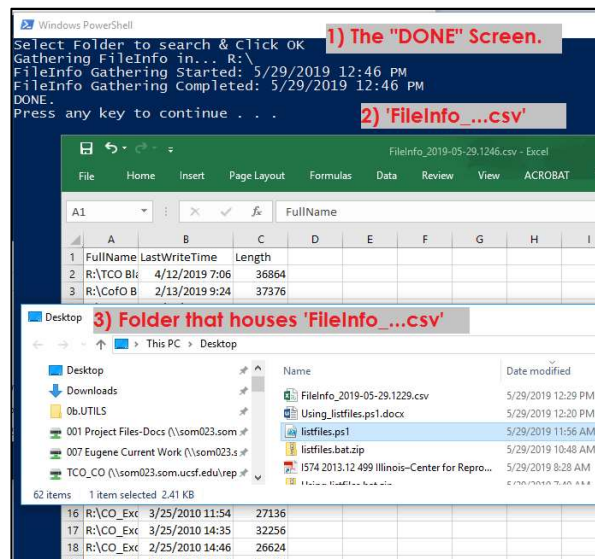 Windows PowerShell
Select Folder to search & Click OK
Gathering FileInfo in... R:\
FileInfo Gathering Started: 5/29/2019 12:46 PM
FileInfo Gathering Completed: 5/29/2019 12:46 PM
DONE.
Press any key to continue . . .
1) The "DONE" Screen.
2) 'FileInfo_...csv'
FileInfo_2019-05-29.1246.csv - Excel
File Home Insert Page Layout Formulas Data Review View ACROBAT
A1 fx FullName
A B C D E F G H I
1 FullName LastWriteTime Length
2 R:\TCO Bla 4/12/2019 7:06 36864
3 R:\CofO B 2/13/2019 9:24 37376
Desktop
3) Folder that houses 'FileInfo_...csv'
This PC > Desktop
Desktop
Downloads
0b.UTILS
001 Project Files-Docs (\\som023.som
007 Eugene Current Work (\\som023.s
TCO_CO (\\som023.som.ucsf.edu\rep
Name Date modified
FileInfo_2019-05-29.1229.csv 5/29/2019 12:29 PM
Using_listfiles.ps1.docx 5/29/2019 12:20 PM
listfiles.ps1 5/29/2019 11:56 AM
listfiles.bat.zip 5/29/2019 10:48 AM
I574 2013.12 499 Illinois–Center for Repro... 5/29/2019 8:28 AM
62 items 1 item selected 2.41 KB
16 R:\CO_Exc 3/25/2010 11:54 27136
17 R:\CO_Exc 3/25/2010 14:35 32256
18 R:\CO_Exc 2/25/2010 14:46 26624